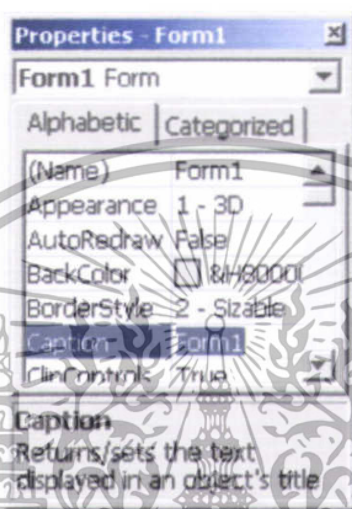 Properties - Form1
Form1 Form
Alphabetic Categorized
(Name) Form1
Appearance 1 - 3D
AutoRedraw False
BackColor &H8000(
BorderStyle 2 - Sizable
Caption Form1
ClipControls True
Caption
Returns/sets the text
displayed in an object's title